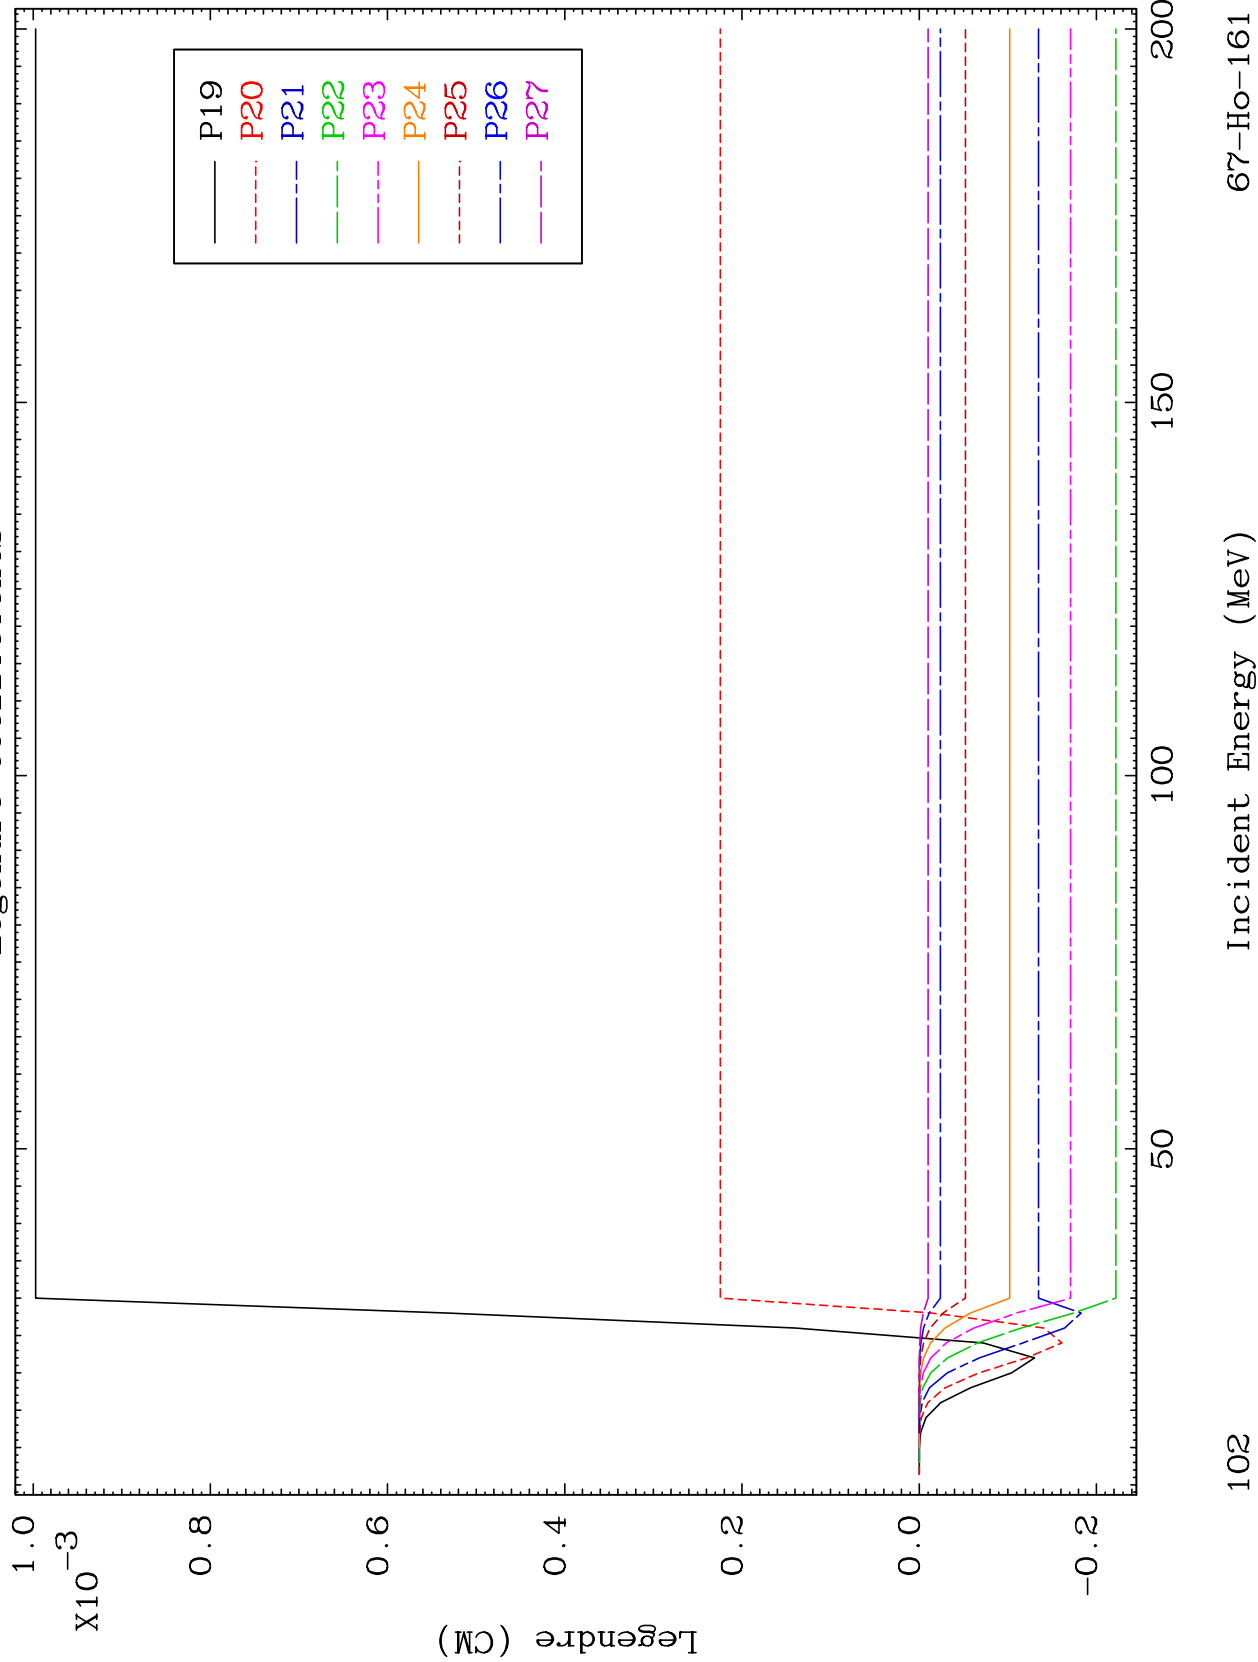 Legendre Coefficients
1.0
X10-3
0.8
0.6
0.4
0.2
0.0
-0.2
Legendre (CM)
P19
P20
P21
P22
P23
P24
P25
P26
P27
50
100
150
200
102
Incident Energy (MeV)
67-Ho-161